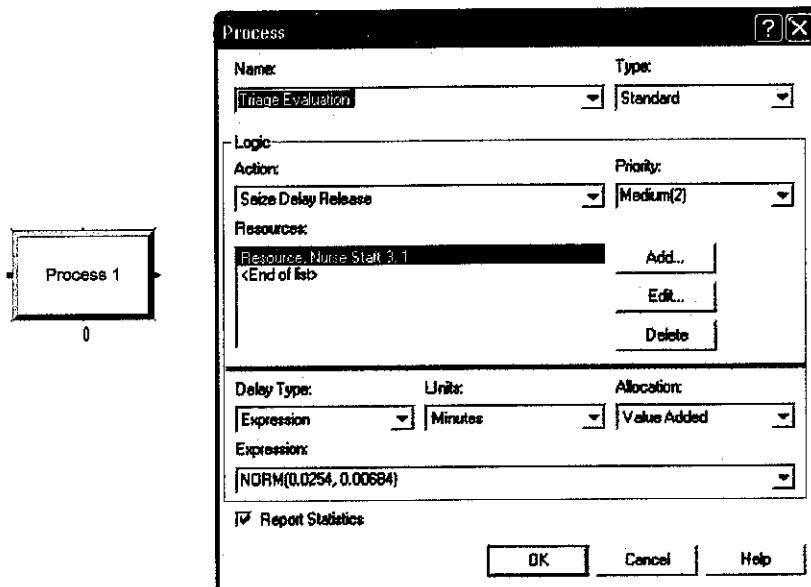 Process
Name:
Type:
Triage Evaluation
Standard
Logic
Action:
Priority:
Seize Delay Release
Medium(2)
Resources:
Resource, Nurse Staff 3, 1
<End of list>
Add...
Edit...
Delete
Process 1
0
Delay Type:
Units:
Allocation:
Expression
Minutes
Value Added
Expression:
NORM(0.0254, 0.00684)
Report Statistics
OK
Cancel
Help